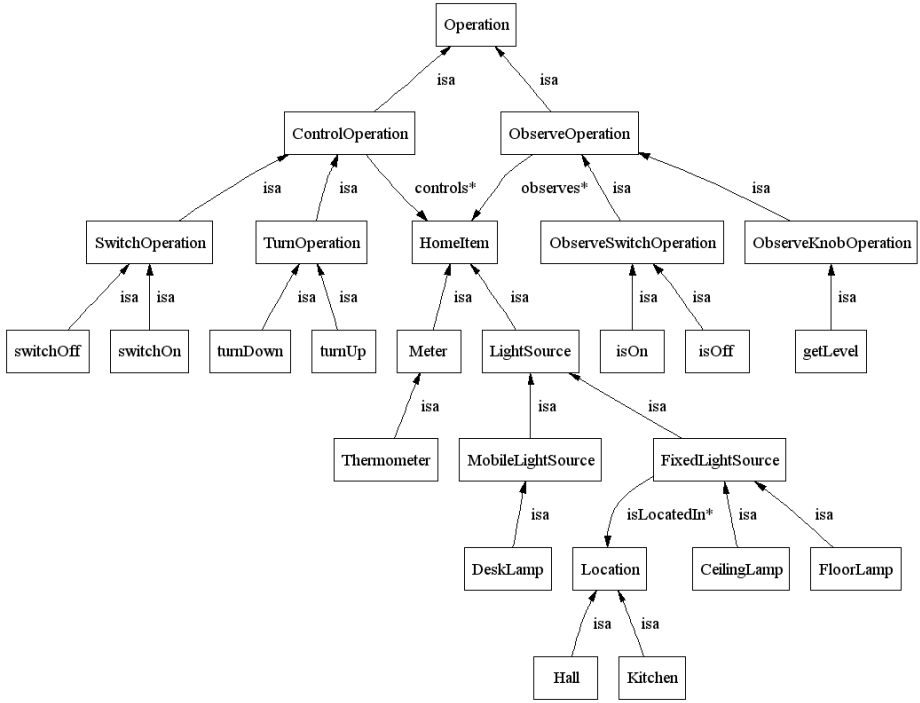 Operation
isa
isa
ControlOperation
ObserveOperation
isa
isa
controls*
observes*
isa
isa
SwitchOperation
TurnOperation
HomeItem
ObserveSwitchOperation
ObserveKnobOperation
isa
isa
isa
isa
isa
isa
isa
isa
isa
switchOff
switchOn
turnDown
turnUp
Meter
LightSource
isOn
isOff
getLevel
isa
isa
isa
Thermometer
MobileLightSource
FixedLightSource
isa
isLocatedIn*
isa
isa
DeskLamp
Location
CeilingLamp
FloorLamp
isa
isa
Hall
Kitchen